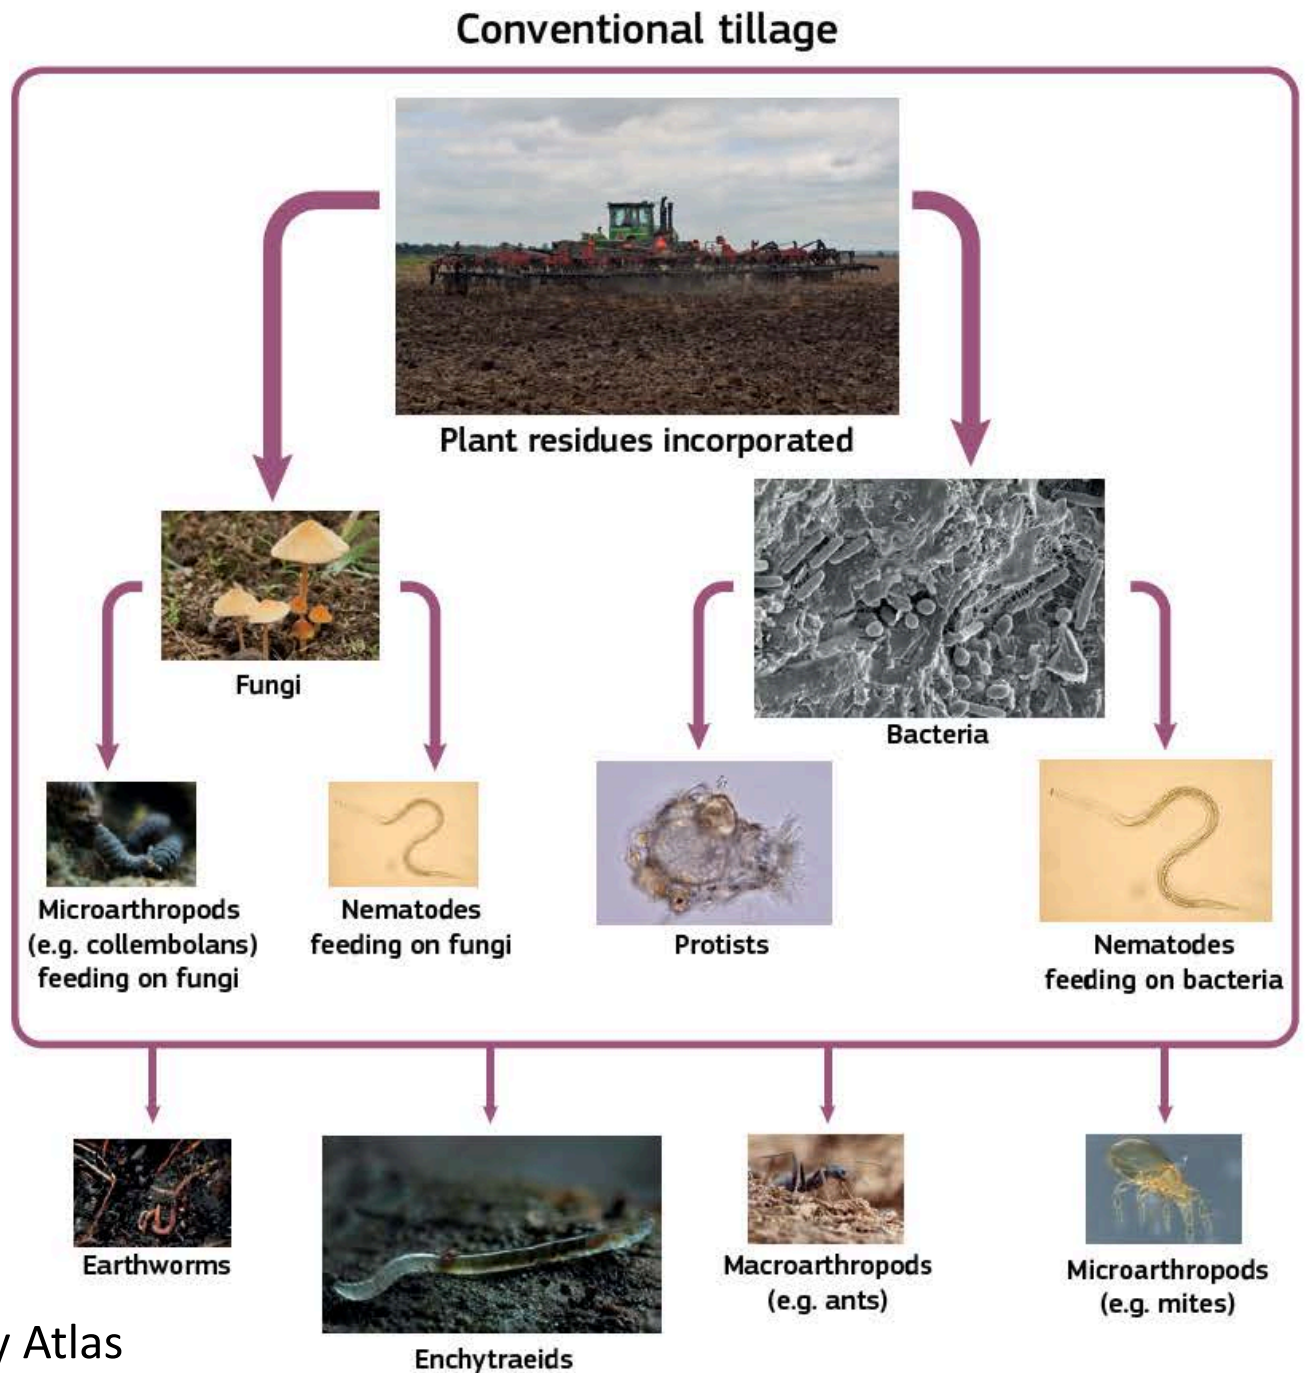 Conventional tillage
Plant residues incorporated
Fungi
Bacteria
Microarthropods
(e.g. collembolans)
feeding on fungi
Nematodes
feeding on fungi
Protists
Nematodes
feeding on bacteria
Earthworms
Enchytraeids
Macroarthropods
(e.g. ants)
Microarthropods
(e.g. mites)
Atlas